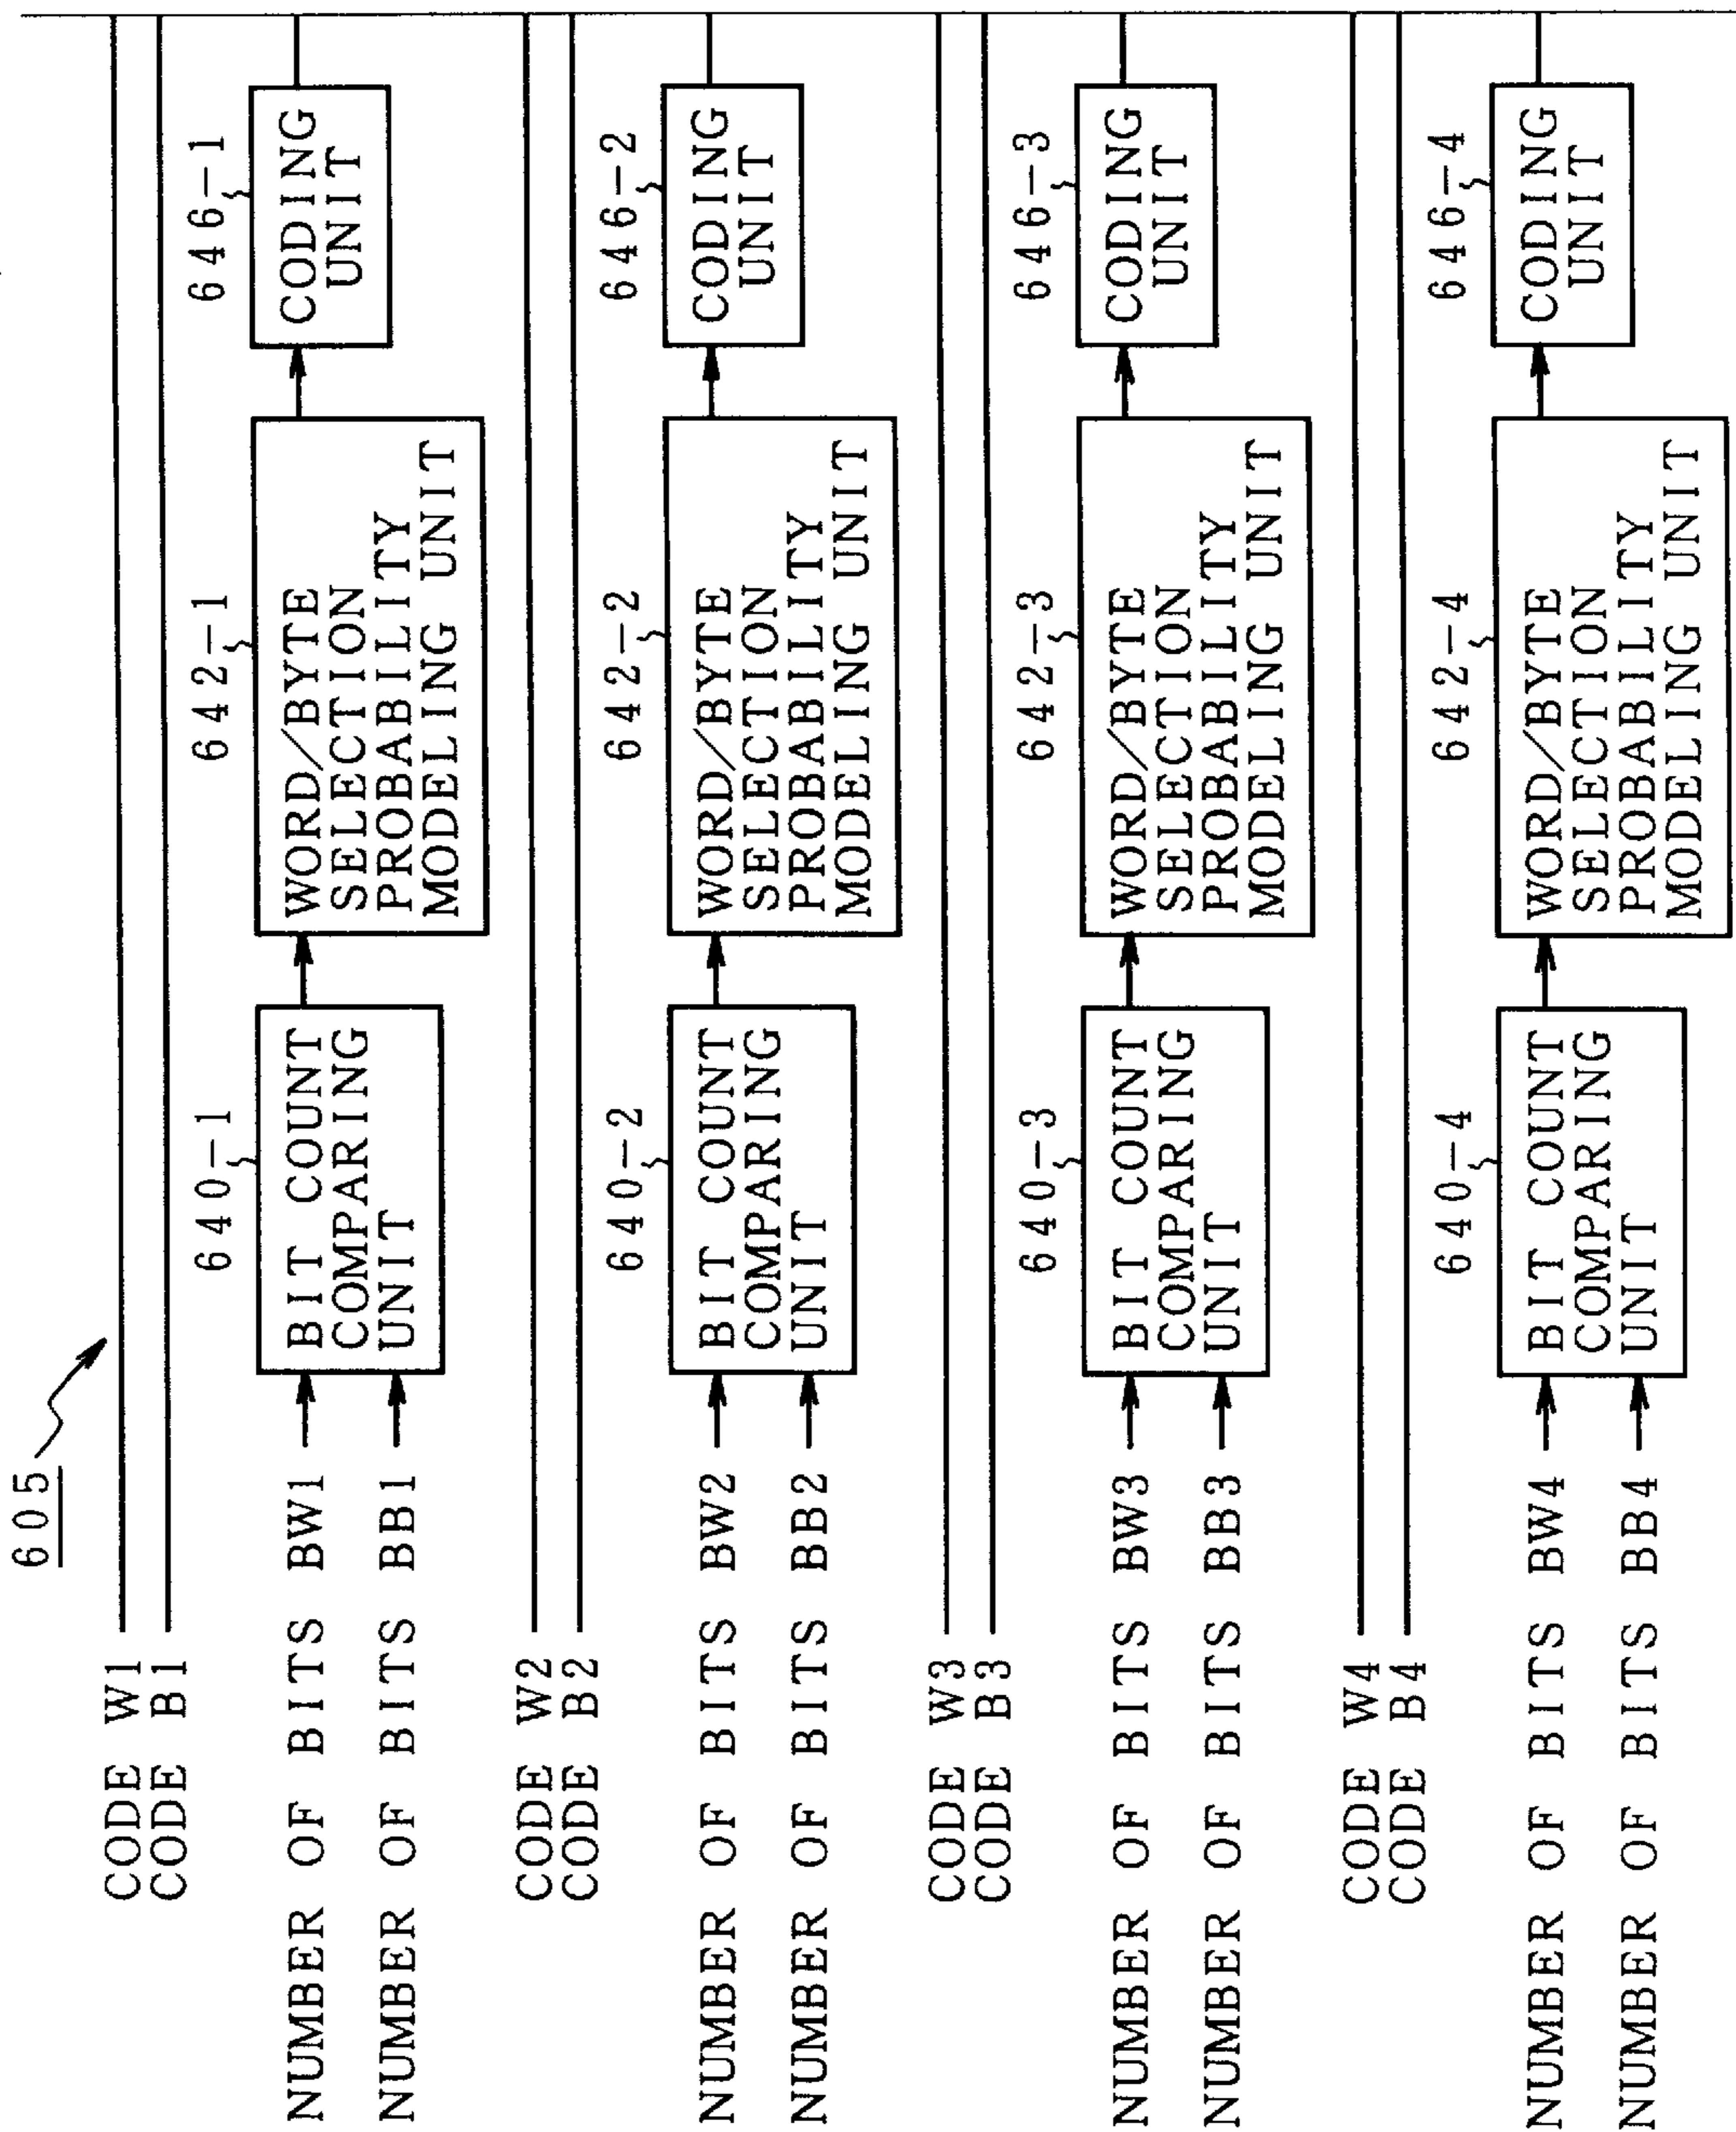 605
CODE W1
CODE B1
640-1
642-1
646-1
NUMBER OF BITS BW1
NUMBER OF BITS BB1
BIT COUNT
COMPARING
UNIT
WORD/BYTE
SELECTION
PROBABILITY
MODELING UNIT
CODING
UNIT
CODE W2
CODE B2
640-2
642-2
646-2
NUMBER OF BITS BW2
NUMBER OF BITS BB2
BIT COUNT
COMPARING
UNIT
WORD/BYTE
SELECTION
PROBABILITY
MODELING UNIT
CODING
UNIT
CODE W3
CODE B3
640-3
642-3
646-3
NUMBER OF BITS BW3
NUMBER OF BITS BB3
BIT COUNT
COMPARING
UNIT
WORD/BYTE
SELECTION
PROBABILITY
MODELING UNIT
CODING
UNIT
CODE W4
CODE B4
640-4
642-4
646-4
NUMBER OF BITS BW4
NUMBER OF BITS BB4
BIT COUNT
COMPARING
UNIT
WORD/BYTE
SELECTION
PROBABILITY
MODELING UNIT
CODING
UNIT